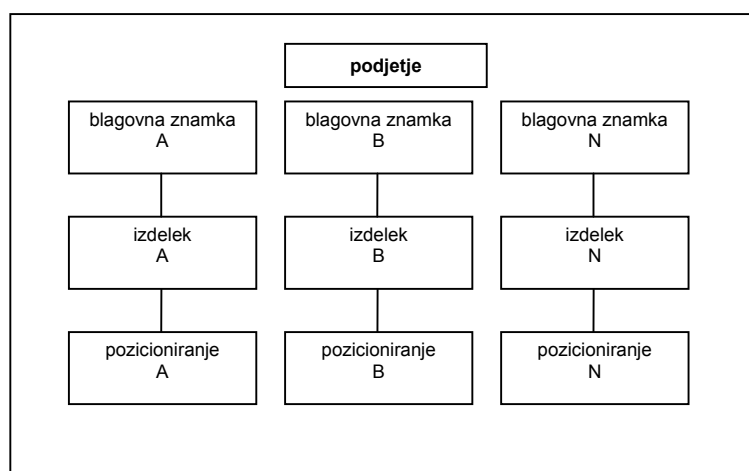 podjetje
blagovna znamka
A
blagovna znamka
B
blagovna znamka
N
izdelek
A
izdelek
B
izdelek
N
pozicioniranje
A
pozicioniranje
B
pozicioniranje
N